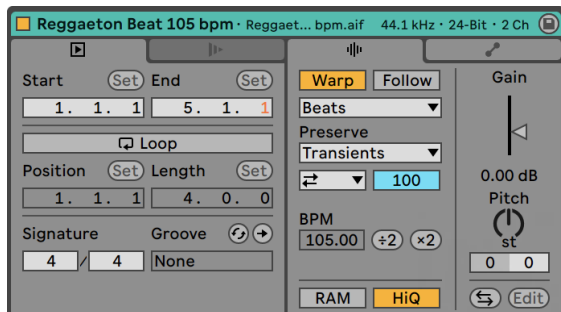 Reggaeton Beat 105 bpm · Reggaet... bpm.aif 44.1 kHz · 24-Bit · 2 Ch
Start Set End Set
1. 1. 1 5. 1. 1
Loop
Position Set Length Set
1. 1. 1 4. 0. 0
Signature Groove
4 / 4 None
Warp Follow
Beats
Preserve
Transients
100
BPM
105.00 ÷2 ×2
RAM HiQ
Gain
0.00 dB
Pitch
st
0 0
Edit